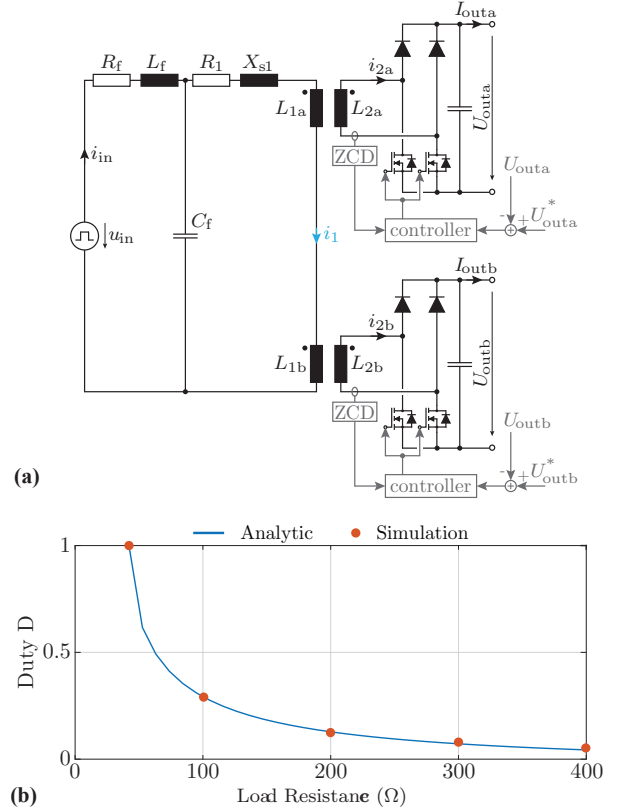 I_outa
R_f L_f R_1 X_s1
i_2a
L_1a L_2a
U_outa
ZCD
i_in
U_outa
u_in
C_f
i_1
controller
- + U*_outa
I_outb
i_2b
L_1b L_2b
U_outb
ZCD
U_outb
(a)
controller
- + U*_outb
Analytic Simulation
1
Duty D
0.5
0
0 100 200 300 400
(b)
Load Resistance (Ω)